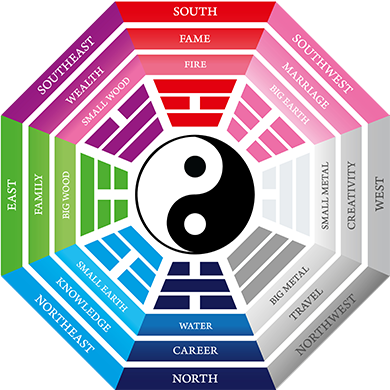 SOUTH
FAME
FIRE
SOUTHWEST
MARRIAGE
BIG EARTH
WEST
CREATIVITY
SMALL METAL
NORTHWEST
TRAVEL
BIG METAL
NORTH
CAREER
WATER
NORTHEAST
KNOWLEDGE
SMALL EARTH
EAST
FAMILY
BIG WOOD
SOUTHEAST
WEALTH
SMALL WOOD